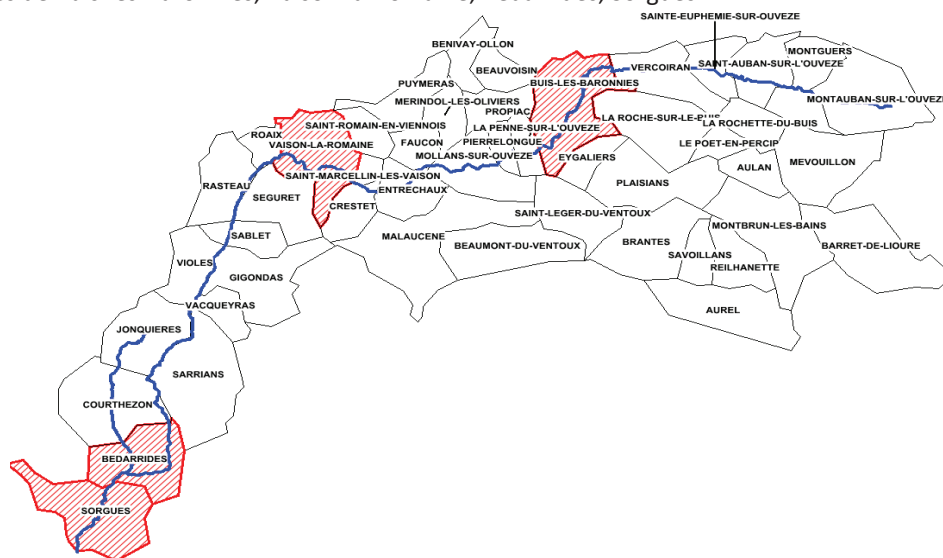 SAINTE-EUPHEMIE-SUR-OUVEZE
BENIVAY-OLLON
MONTGUERS
BEAUVOISIN
VERCOIRAN
SAINT-AUBAN-SUR-L'OUVEZE
PUYMERAS
BUIS-LES-BARONNIES
MERINDOL-LES-OLIVIERS
MONTAUBAN-SUR-L'OUVEZE
PROPIAC
SAINT-ROMAIN-EN-VIENNOIS
LA PENNE-SUR-L'OUVEZE
LA ROCHE-SUR-LE-BUIS
LA ROCHETTE-DU-BUIS
ROAIX
VAISON-LA-ROMAINE
FAUCON
PIERRELONGUE
LE POET-EN-PERCIP
MOLLANS-SUR-OUVEZE
EYGALIERS
MEVOUILLON
AULAN
SAINT-MARCELLIN-LES-VAISON
RASTEAU
ENTRECHAUX
PLAISIANS
SEGURET
CRESTET
SAINT-LEGER-DU-VENTOUX
MONTBRUN-LES-BAINS
SABLET
MALAUCENE
BEAUMONT-DU-VENTOUX
BRANTES
BARRET-DE-LIOURE
SAVOILLANS
VIOLES
REILHANETTE
GIGONDAS
VACQUEYRAS
AUREL
JONQUIERES
SARRIANS
COURTHEZON
BEDARRIDES
SORGUES